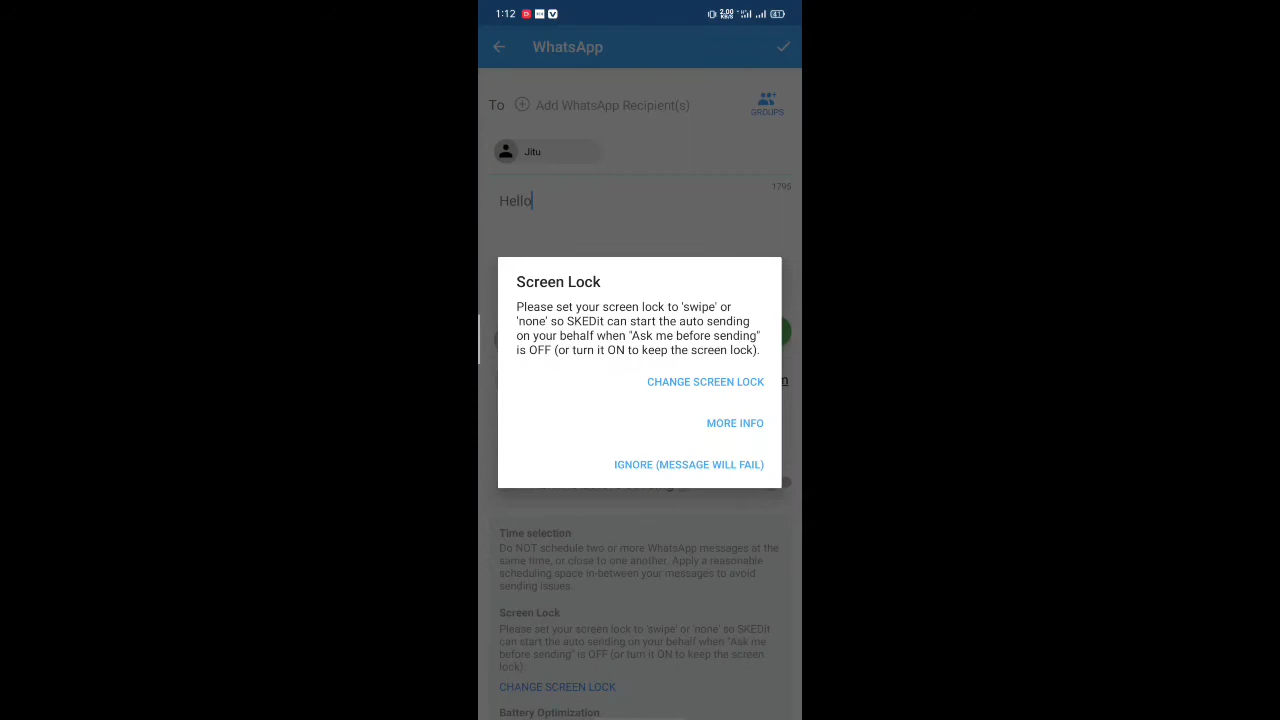 1:12
2.00
KB/S
41
WhatsApp
To
Add WhatsApp Recipient(s)
GROUPS
Jitu
1795
Hello
Screen Lock
Please set your screen lock to 'swipe' or
'none' so SKEDit can start the auto sending
on your behalf when "Ask me before sending"
is OFF (or turn it ON to keep the screen lock).
CHANGE SCREEN LOCK
MORE INFO
IGNORE (MESSAGE WILL FAIL)
Time selection
Do NOT schedule two or more WhatsApp messages at the
same time, or close to one another. Apply a reasonable
scheduling space in-between your messages to avoid
sending issues.
Screen Lock
Please set your screen lock to 'swipe' or 'none' so SKEDit
can start the auto sending on your behalf when "Ask me
before sending" is OFF (or turn it ON to keep the screen
lock).
CHANGE SCREEN LOCK
Battery Optimization